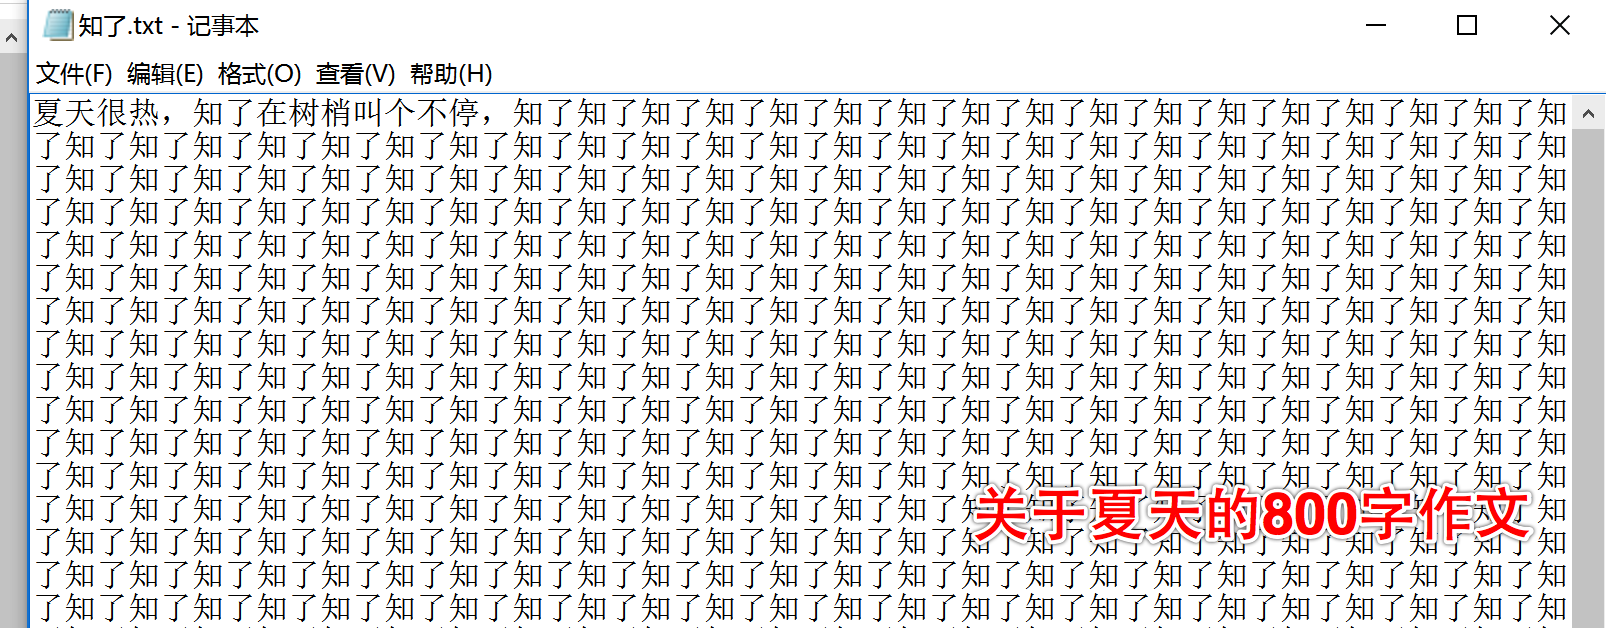 知了.txt - 记事本
文件(F) 编辑(E) 格式(O) 查看(V) 帮助(H)
夏天很热，知了在树梢叫个不停，知了知了知了知了知了知了知了知了知了知了知了知了知了知了知了知了知
了知了知了知了知了知了知了知了知了知了知了知了知了知了知了知了知了知了知了知了知了知了知了知了知
了知了知了知了知了知了知了知了知了知了知了知了知了知了知了知了知了知了知了知了知了知了知了知了知
了知了知了知了知了知了知了知了知了知了知了知了知了知了知了知了知了知了知了知了知了知了知了知了知
了知了知了知了知了知了知了知了知了知了知了知了知了知了知了知了知了知了知了知了知了知了知了知了知
了知了知了知了知了知了知了知了知了知了知了知了知了知了知了知了知了知了知了知了知了知了知了知了知
了知了知了知了知了知了知了知了知了知了知了知了知了知了知了知了知了知了知了知了知了知了知了知了知
了知了知了知了知了知了知了知了知了知了知了知了知了知了知了知了知了知了知了知了知了知了知了知了知
了知了知了知了知了知了知了知了知了知了知了知了知了知了知了知了知了知了知了知了知了知了知了知了知
了知了知了知了知了知了知了知了知了知了知了知了知了知了知了知了知了知了知了知了知了知了知了知了知
了知了知了知了知了知了知了知了知了知了知了知了知了知了知了知了知了知了知了知了知了知了知了知了知
了知了知了知了知了知了知了知了知了知了知了知了知了知了知了知了知了知了知了知了知了知了知了知了知
了知了知了知了知了知了知了知了知了知了知了知了知了知了知
关于夏天的800字作文
了知了知了知了知了知了知了知了知了知了知了知了知了知了知了知了知了知了知了知了知了知了知了知了知
了知了知了知了知了知了知了知了知了知了知了知了知了知了知了知了知了知了知了知了知了知了知了知了知
了知了知了知了知了知了知了知了知了知了知了知了知了知了知了知了知了知了知了知了知了知了知了知了知